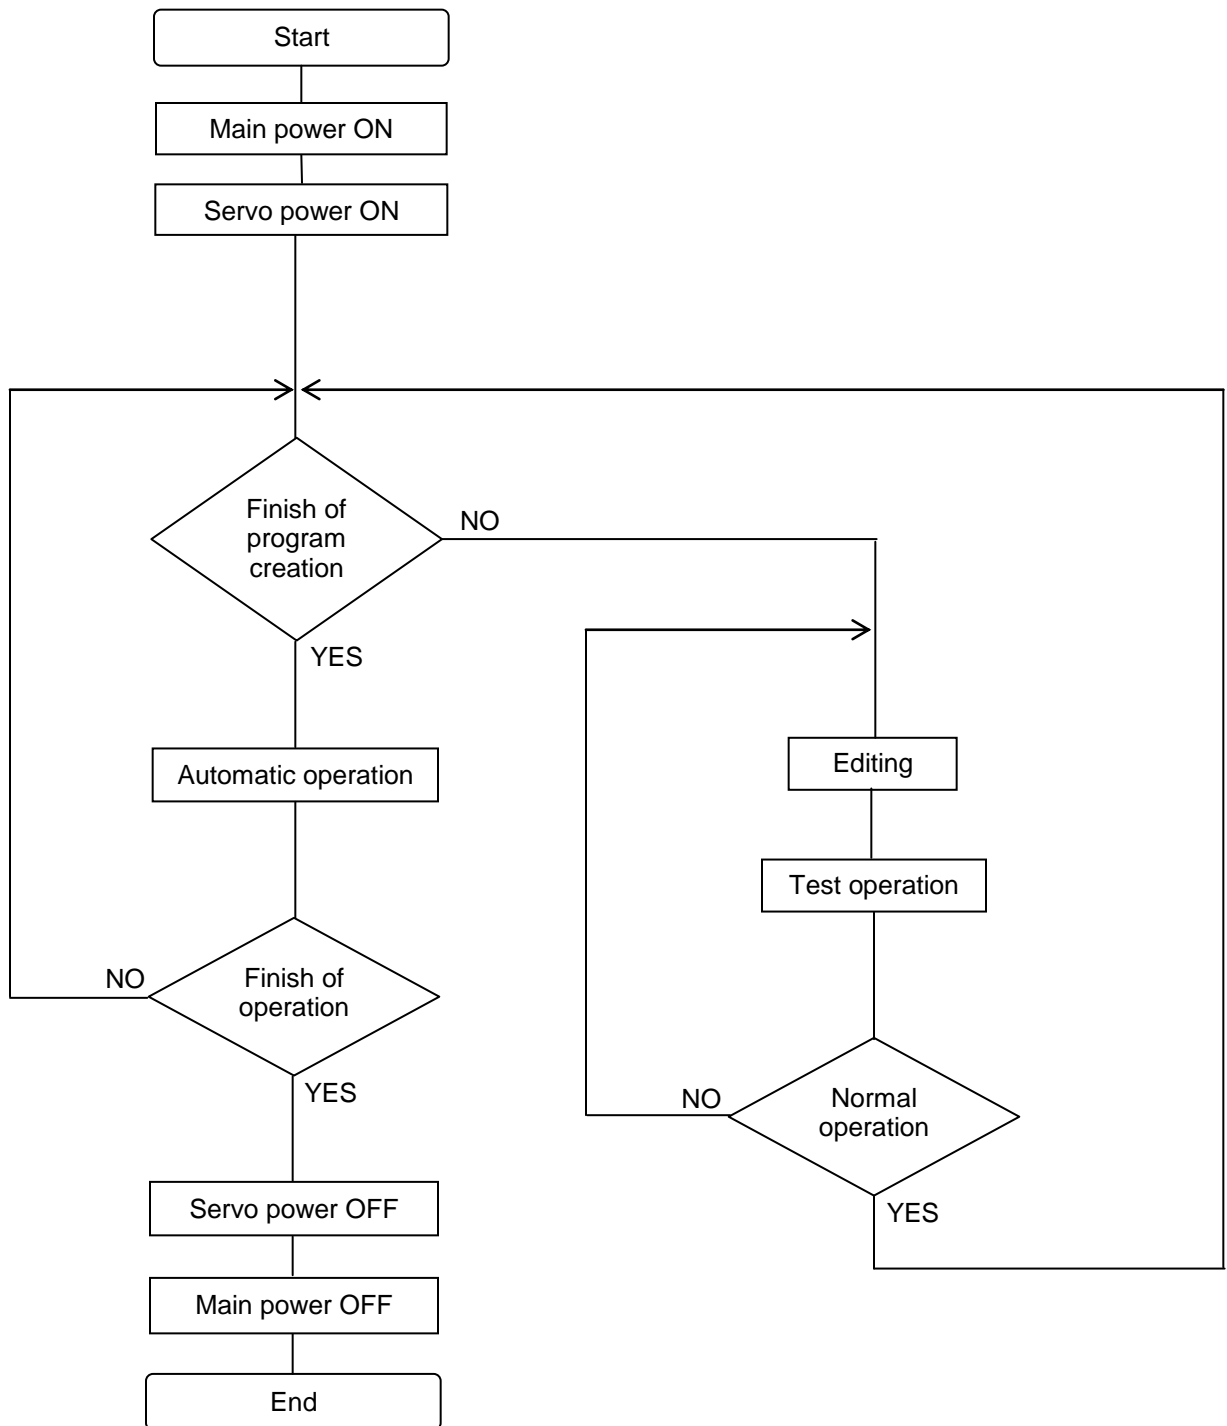 Start
Main power ON
Servo power ON
Finish of
program
creation
NO
YES
Automatic operation
Editing
Test operation
NO
Finish of
operation
YES
NO
Normal
operation
YES
Servo power OFF
Main power OFF
End